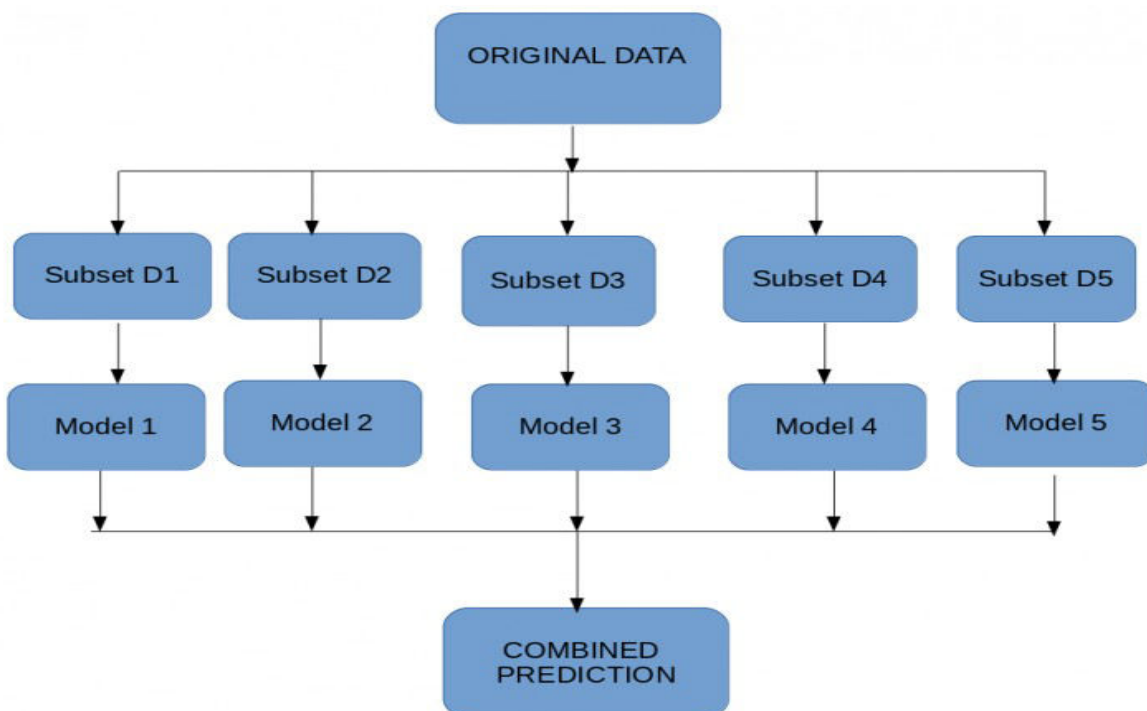 ORIGINAL DATA
Subset D1
Subset D2
Subset D3
Subset D4
Subset D5
Model 1
Model 2
Model 3
Model 4
Model 5
COMBINED
PREDICTION